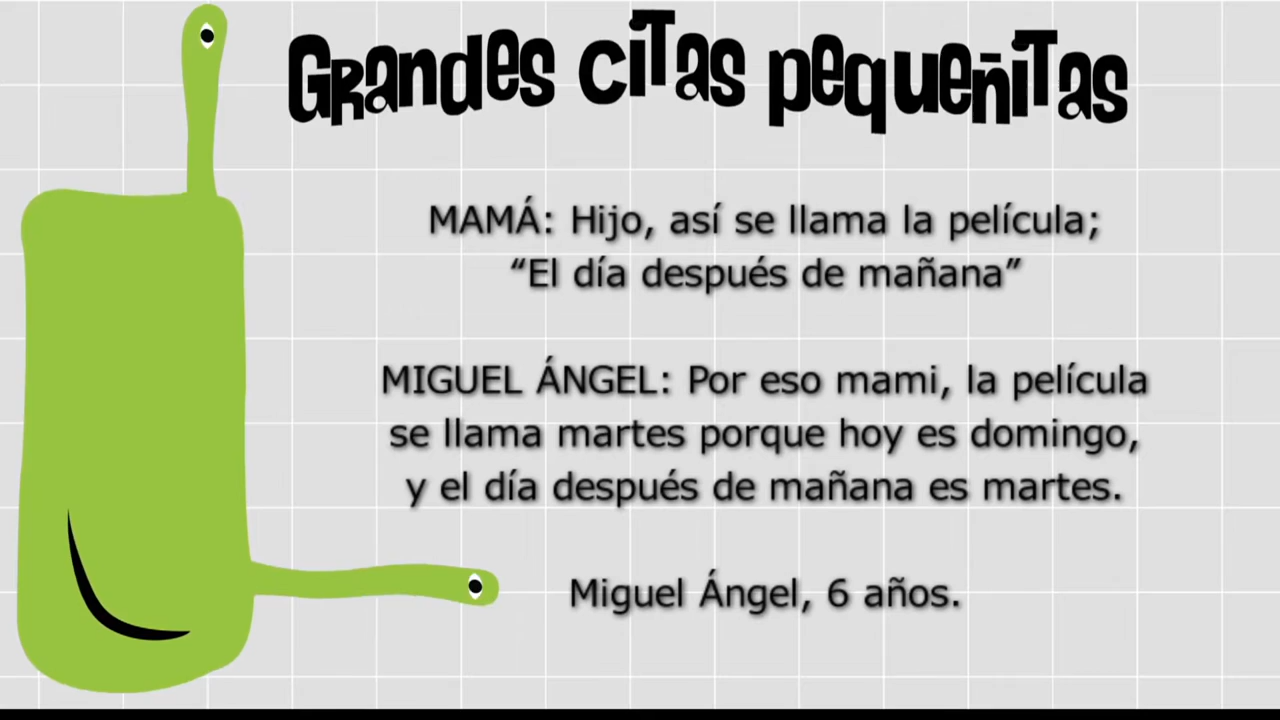 Grandes citas pequeñitas
MAMÁ: Hijo, así se llama la película;
“El día después de mañana”
MIGUEL ÁNGEL: Por eso mami, la película
se llama martes porque hoy es domingo,
y el día después de mañana es martes.
Miguel Ángel, 6 años.